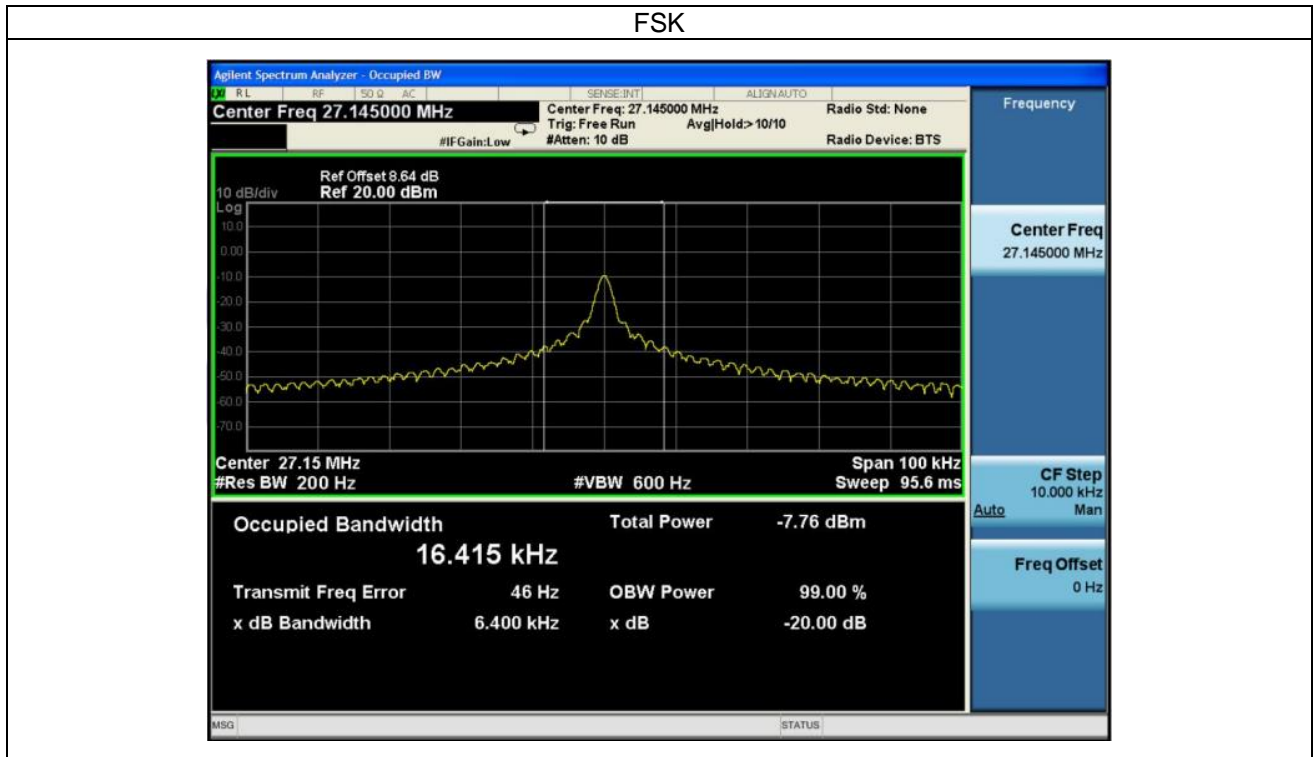 FSK
Agilent Spectrum Analyzer - Occupied BW
RL RF 50 Ω AC SENSE:INT ALIGN AUTO
Center Freq 27.145000 MHz
Center Freq: 27.145000 MHz Radio Std: None
Trig: Free Run Avg|Hold:> 10/10
#IFGain:Low #Atten: 10 dB Radio Device: BTS
Ref Offset 8.64 dB
10 dB/div Ref 20.00 dBm
Log
10.0
0.00
-10.0
-20.0
-30.0
-40.0
-50.0
-60.0
-70.0
Center 27.15 MHz Span 100 kHz
#Res BW 200 Hz #VBW 600 Hz Sweep 95.6 ms
Occupied Bandwidth Total Power -7.76 dBm
16.415 kHz
Transmit Freq Error 46 Hz OBW Power 99.00 %
x dB Bandwidth 6.400 kHz x dB -20.00 dB
MSG STATUS
Frequency
Center Freq
27.145000 MHz
CF Step
10.000 kHz
Auto Man
Freq Offset
0 Hz